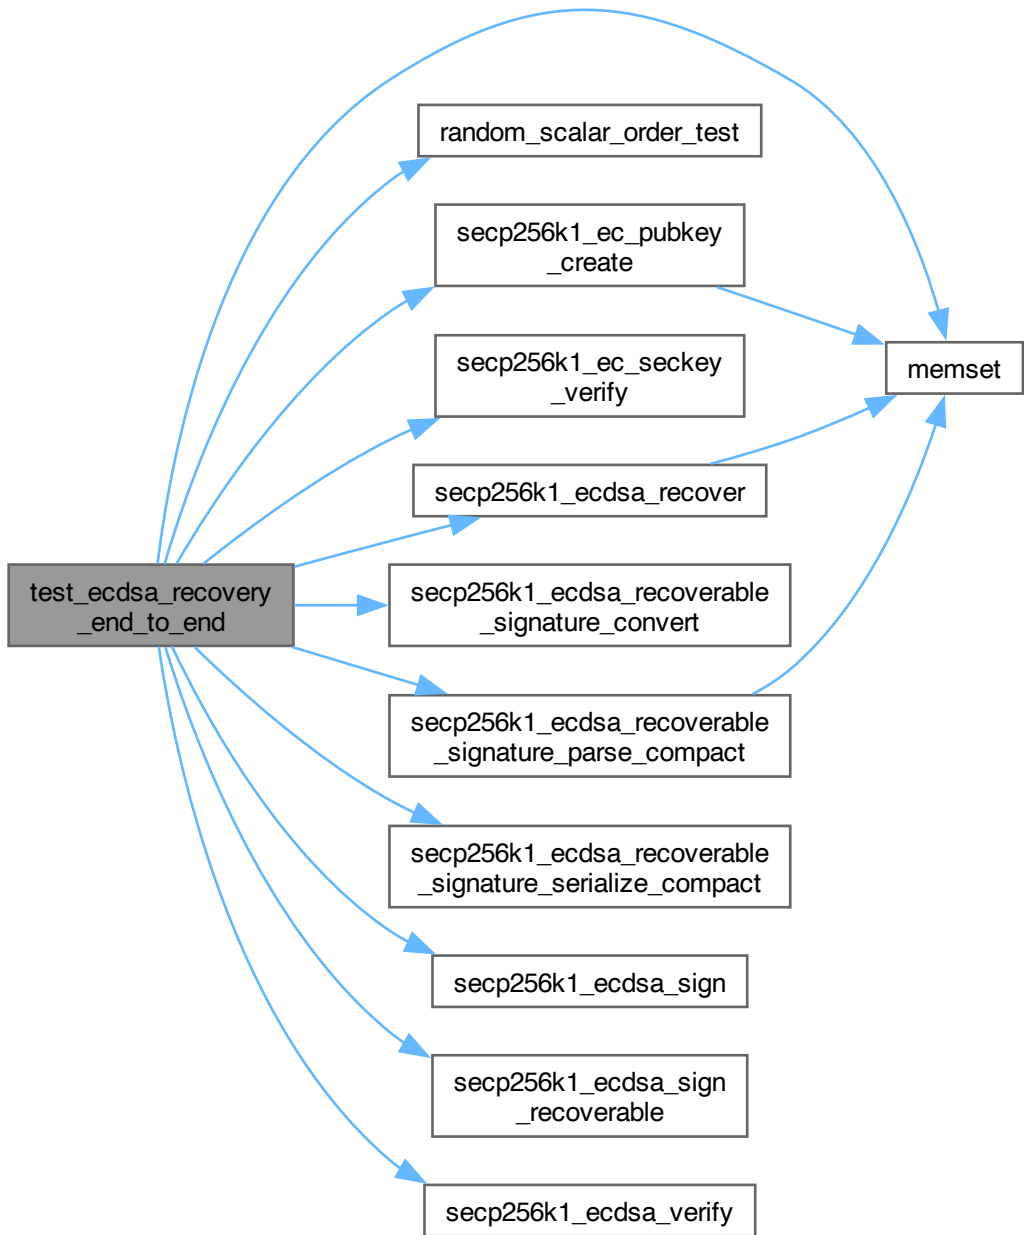 random_scalar_order_test
secp256k1_ec_pubkey
_create
secp256k1_ec_seckey
_verify
memset
secp256k1_ecdsa_recover
test_ecdsa_recovery
_end_to_end
secp256k1_ecdsa_recoverable
_signature_convert
secp256k1_ecdsa_recoverable
_signature_parse_compact
secp256k1_ecdsa_recoverable
_signature_serialize_compact
secp256k1_ecdsa_sign
secp256k1_ecdsa_sign
_recoverable
secp256k1_ecdsa_verify